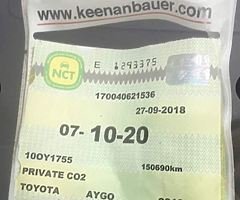 www.keenanbauer.com
NCT
E 1293375
170040621536
27-09-2018
07- 10-20
10OY1755
150690km
PRIVATE CO2
TOYOTA AYGO